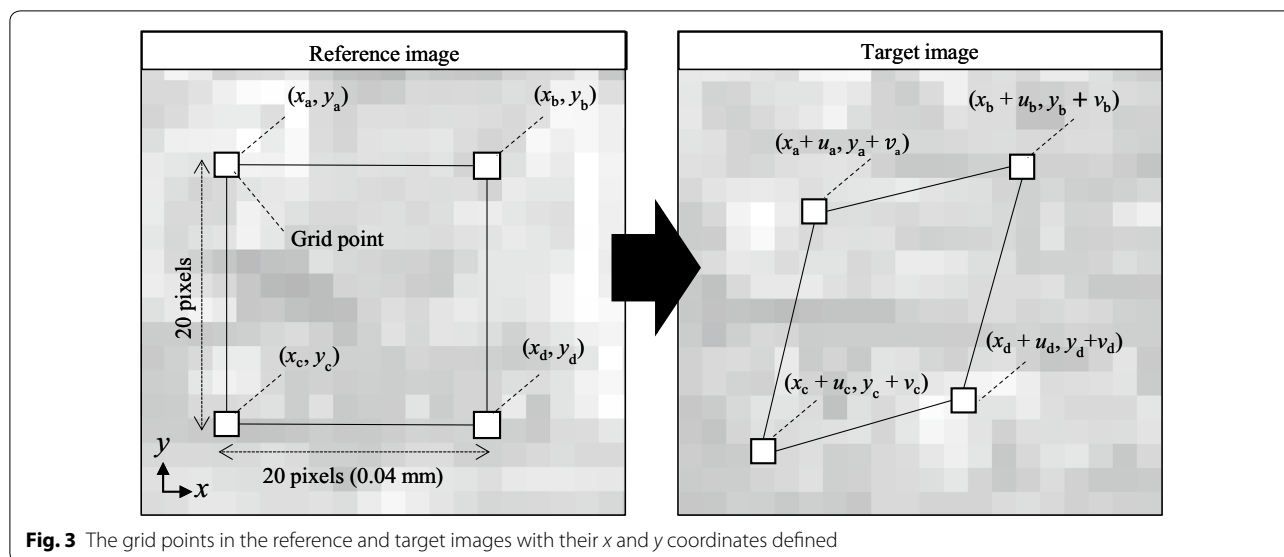 Reference image
(xa, ya)
(xb, yb)
Grid point
20 pixels
(xc, yc)
(xd, yd)
y
x
20 pixels (0.04 mm)
Target image
(xb + ub, yb + vb)
(xa+ ua, ya+ va)
(xd + ud, yd+vd)
(xc + uc, yc + vc)
Fig. 3 The grid points in the reference and target images with their x and y coordinates defined